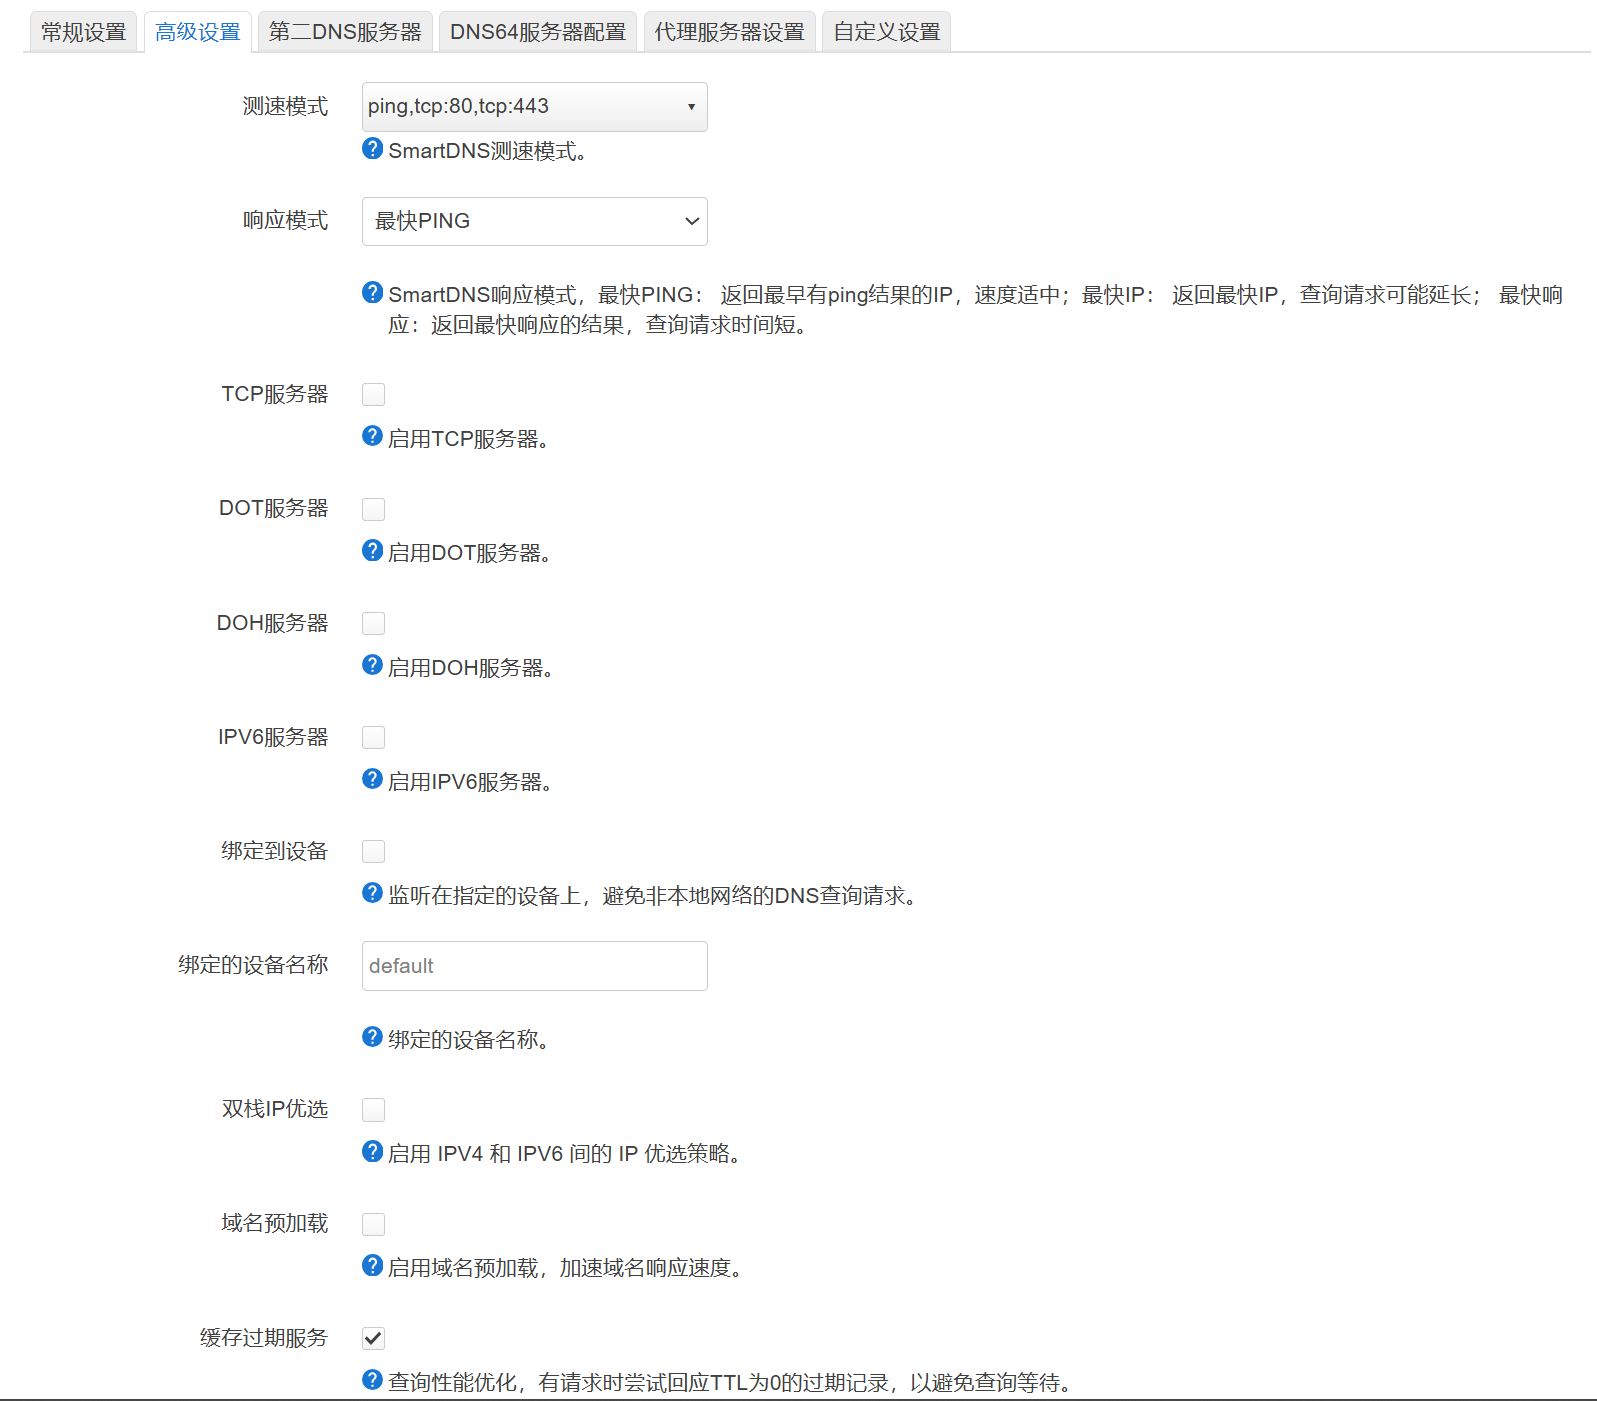 常规设置 高级设置 第二DNS服务器 DNS64服务器配置 代理服务器设置 自定义设置
测速模式 ping,tcp:80,tcp:443
SmartDNS测速模式。
响应模式 最快PING
SmartDNS响应模式，最快PING： 返回最早有ping结果的IP，速度适中；最快IP： 返回最快IP，查询请求可能延长； 最快响
应：返回最快响应的结果，查询请求时间短。
TCP服务器
启用TCP服务器。
DOT服务器
启用DOT服务器。
DOH服务器
启用DOH服务器。
IPV6服务器
启用IPV6服务器。
绑定到设备
监听在指定的设备上，避免非本地网络的DNS查询请求。
绑定的设备名称 default
绑定的设备名称。
双栈IP优选
启用 IPV4 和 IPV6 间的 IP 优选策略。
域名预加载
启用域名预加载，加速域名响应速度。
缓存过期服务
查询性能优化，有请求时尝试回应TTL为0的过期记录，以避免查询等待。